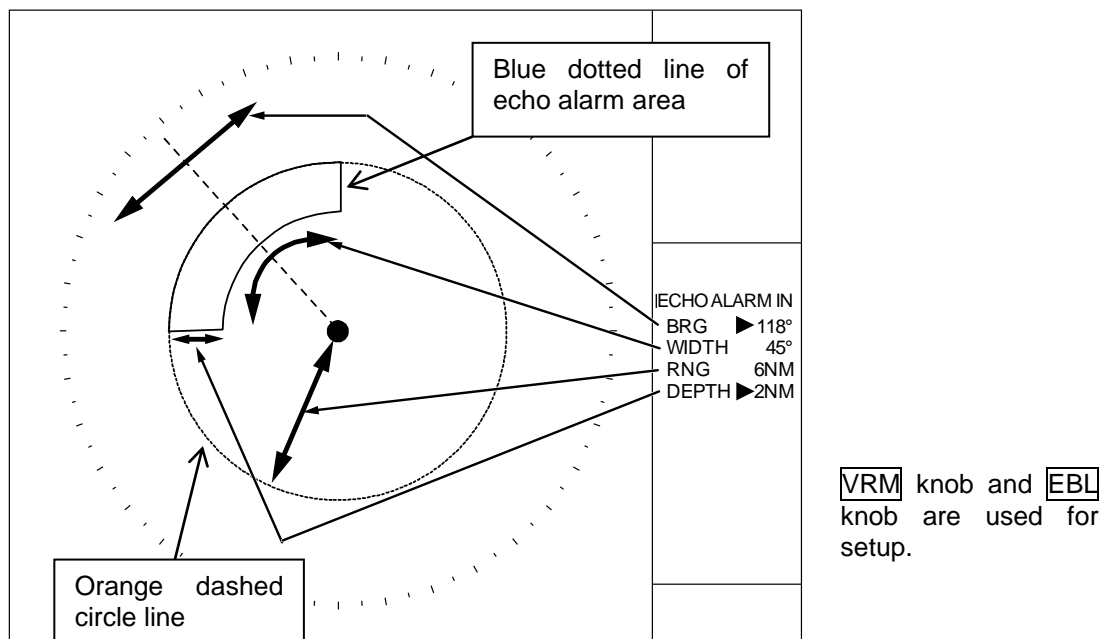 Blue dotted line of
echo alarm area
ECHO ALARM IN
BRG ▶118°
WIDTH 45°
RNG 6NM
DEPTH ▶2NM
VRM knob and EBL
knob are used for
setup.
Orange dashed
circle line